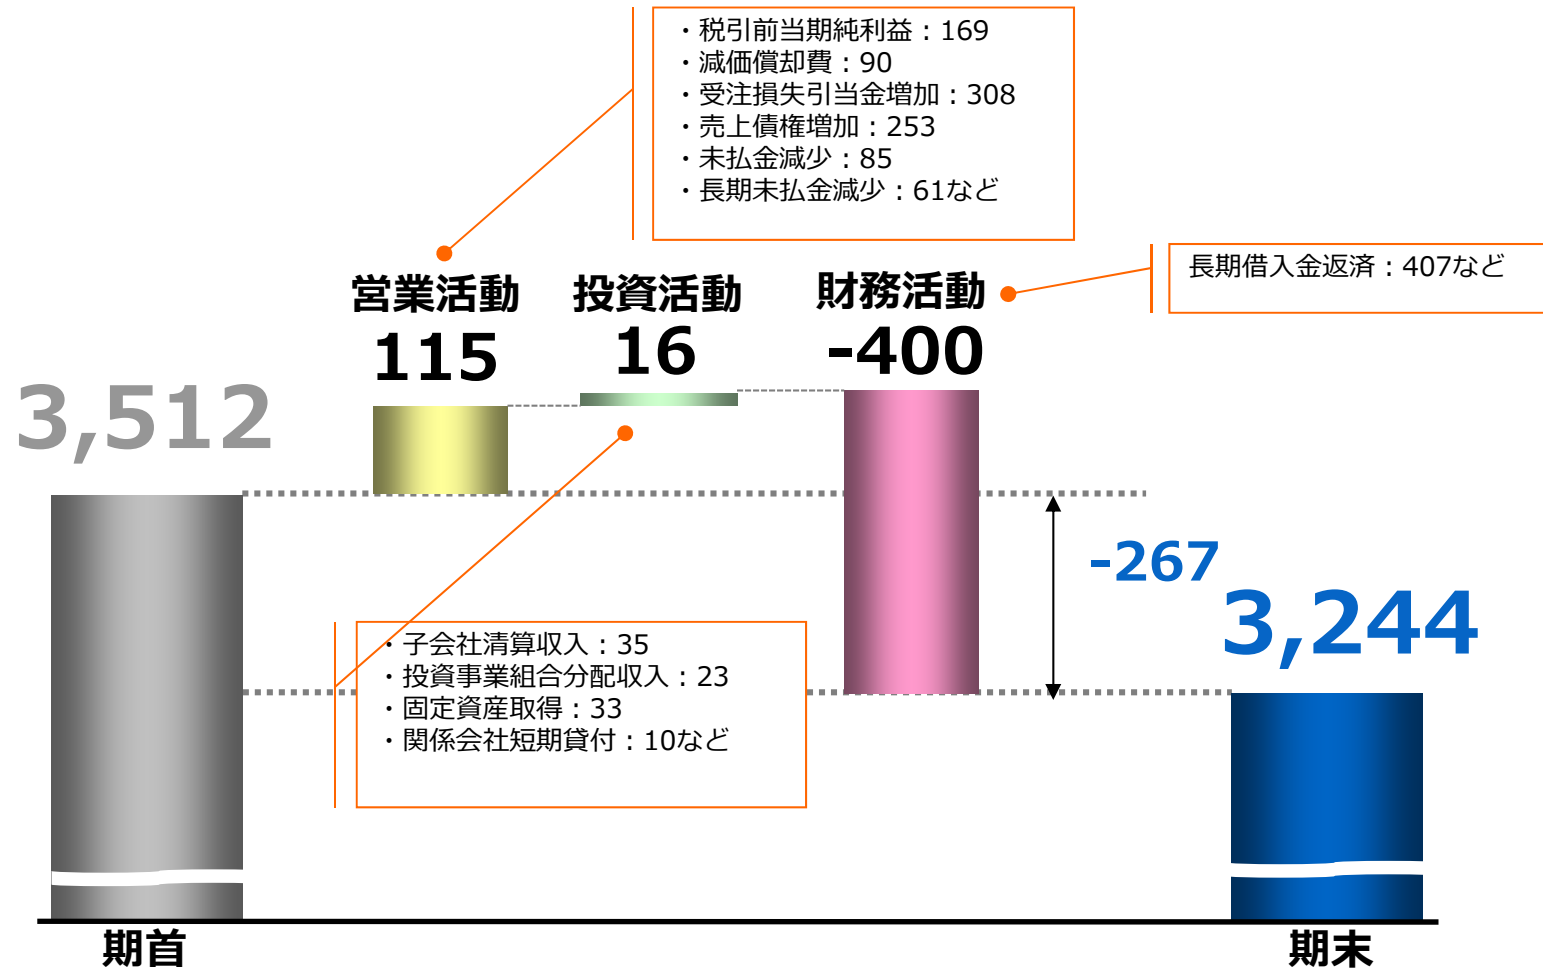 ・税引前当期純利益：169
・減価償却費：90
・受注損失引当金増加：308
・売上債権増加：253
・未払金減少：85
・長期未払金減少：61など
長期借入金返済：407など
営業活動
115
投資活動
16
財務活動
-400
3,512
-267
3,244
・子会社清算収入：35
・投資事業組合分配収入：23
・固定資産取得：33
・関係会社短期貸付：10など
期首
期末